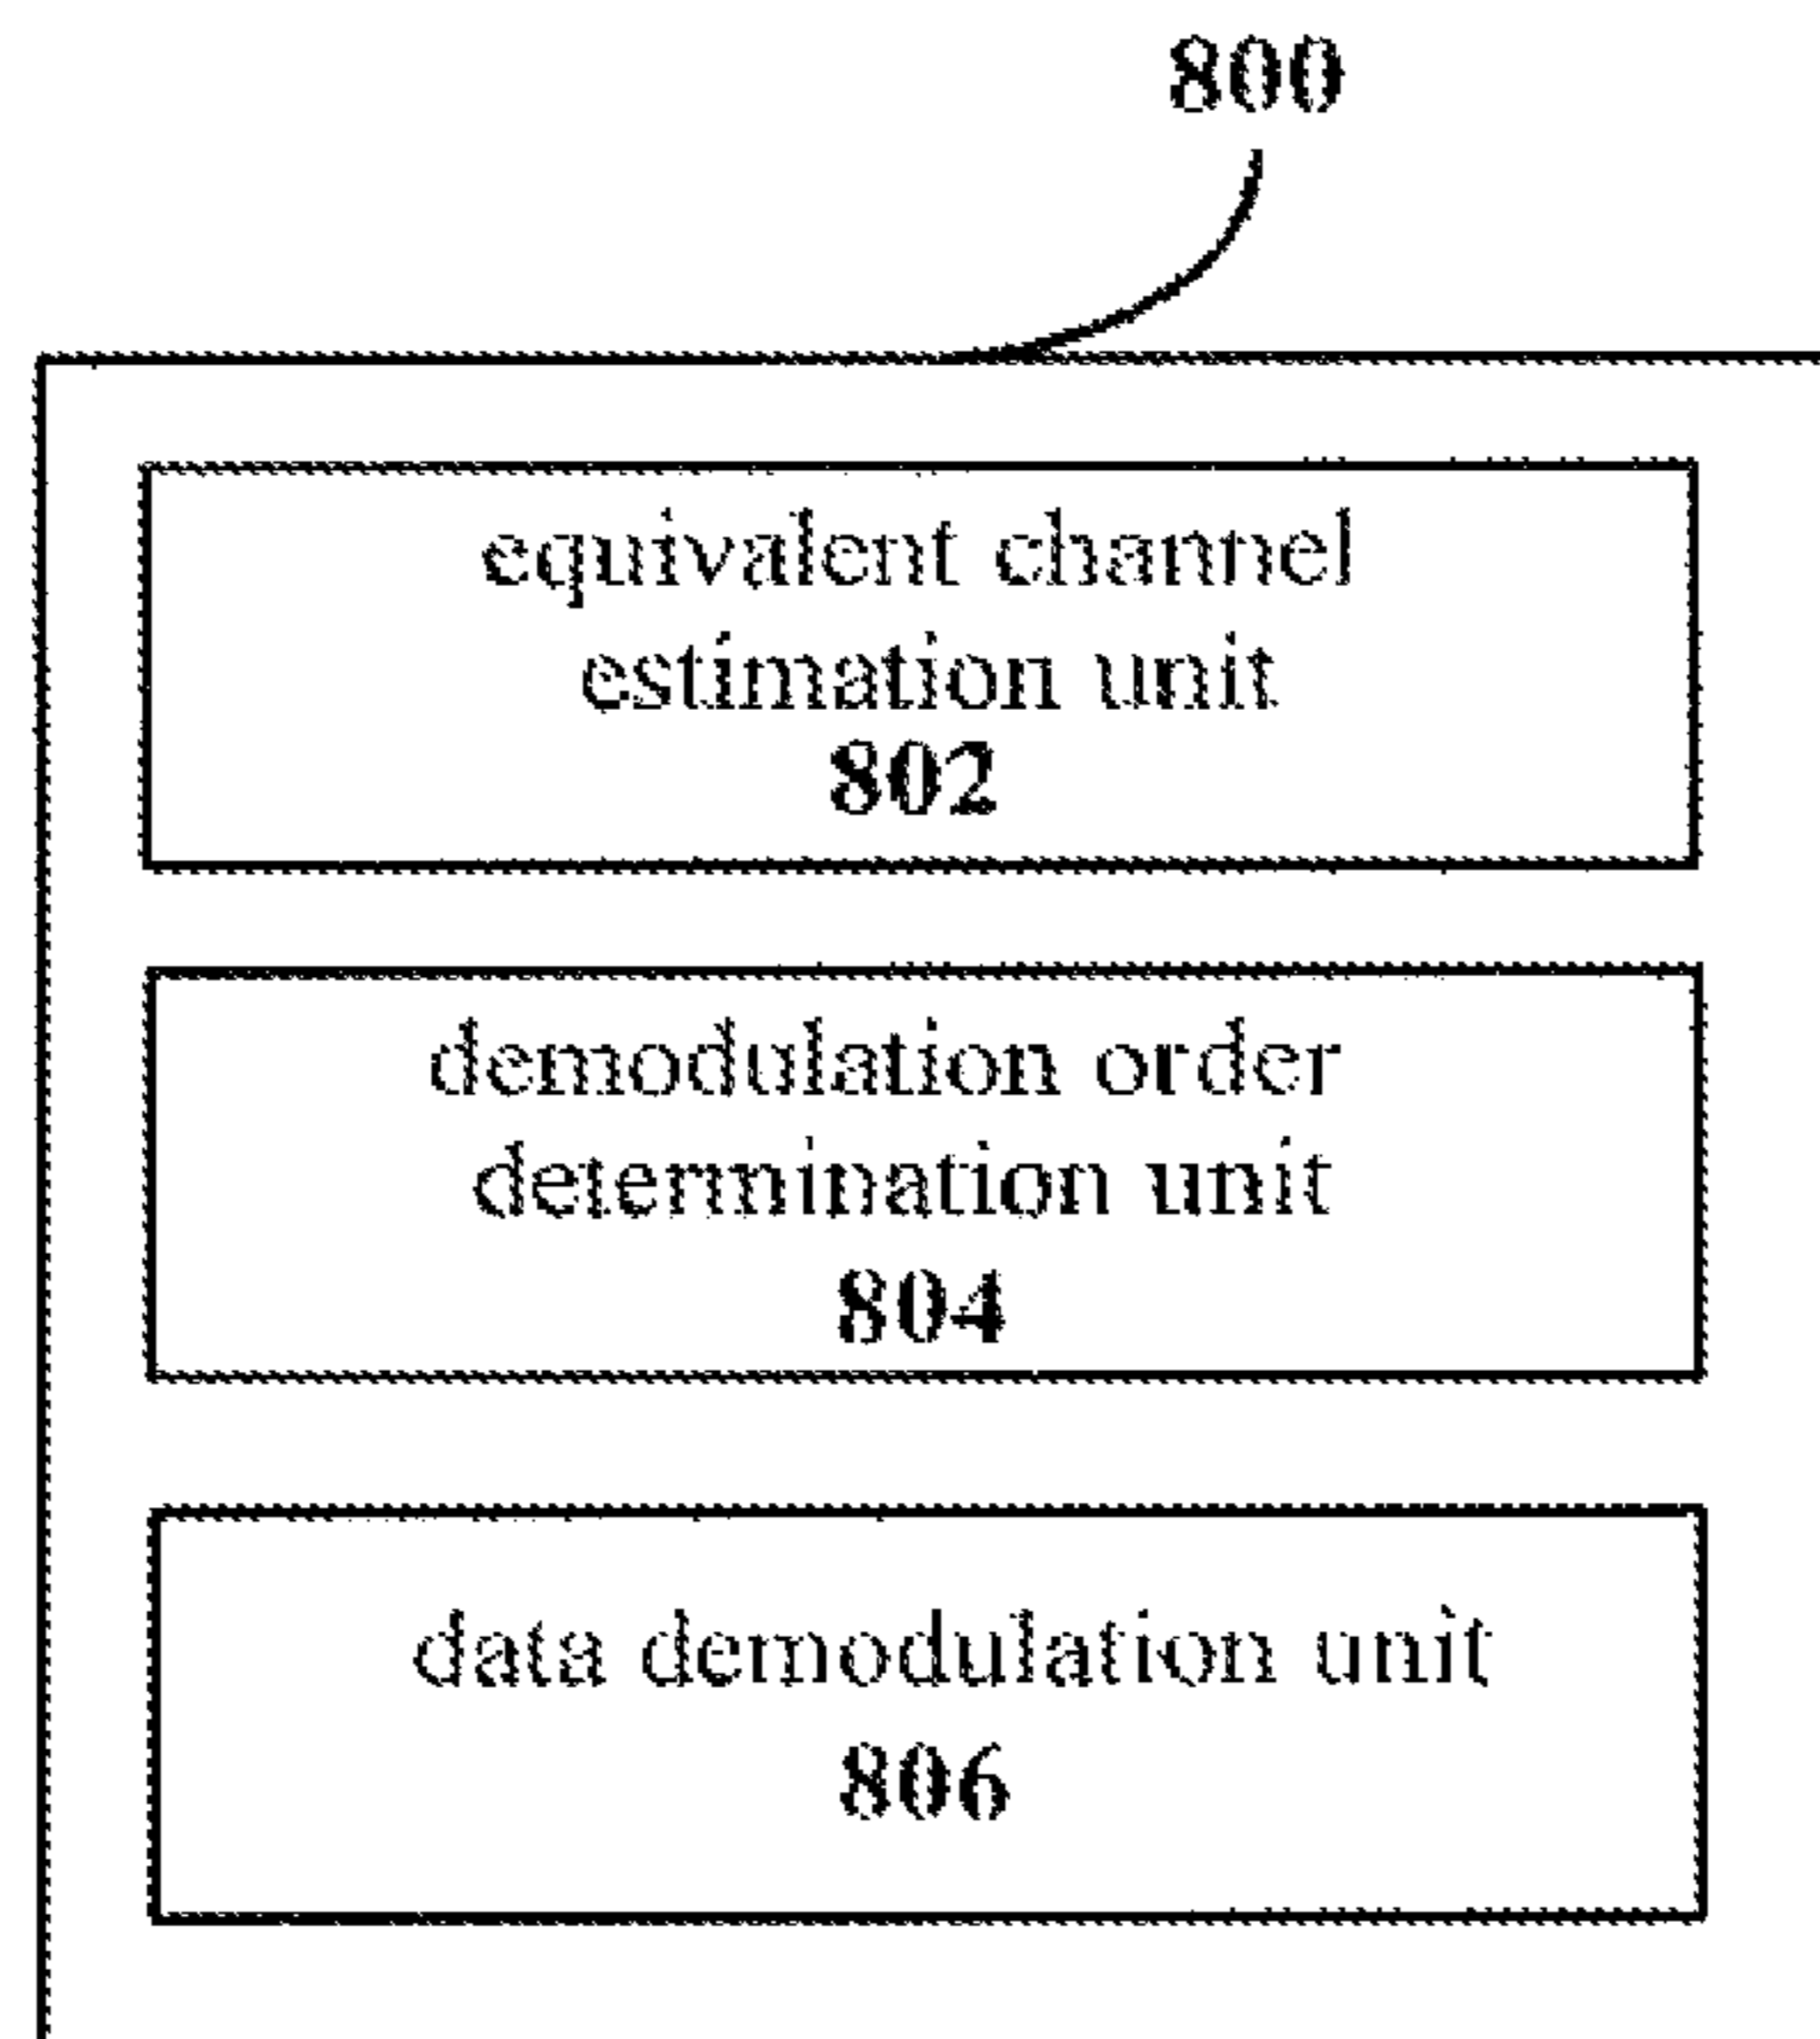 800
equivalent channel
estimation unit
802
demodulation order
determination unit
804
data demodulation unit
806